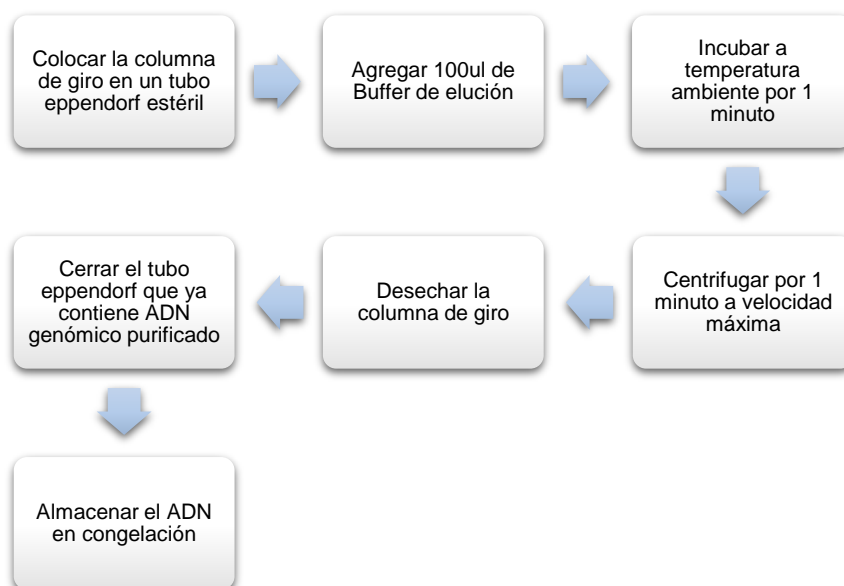 Colocar la columna
de giro en un tubo
eppendorf estéril
Agregar 100ul de
Buffer de elución
Incubar a
temperatura
ambiente por 1
minuto
Centrifugar por 1
minuto a velocidad
máxima
Desechar la
columna de giro
Cerrar el tubo
eppendorf que ya
contiene ADN
genómico purificado
Almacenar el ADN
en congelación